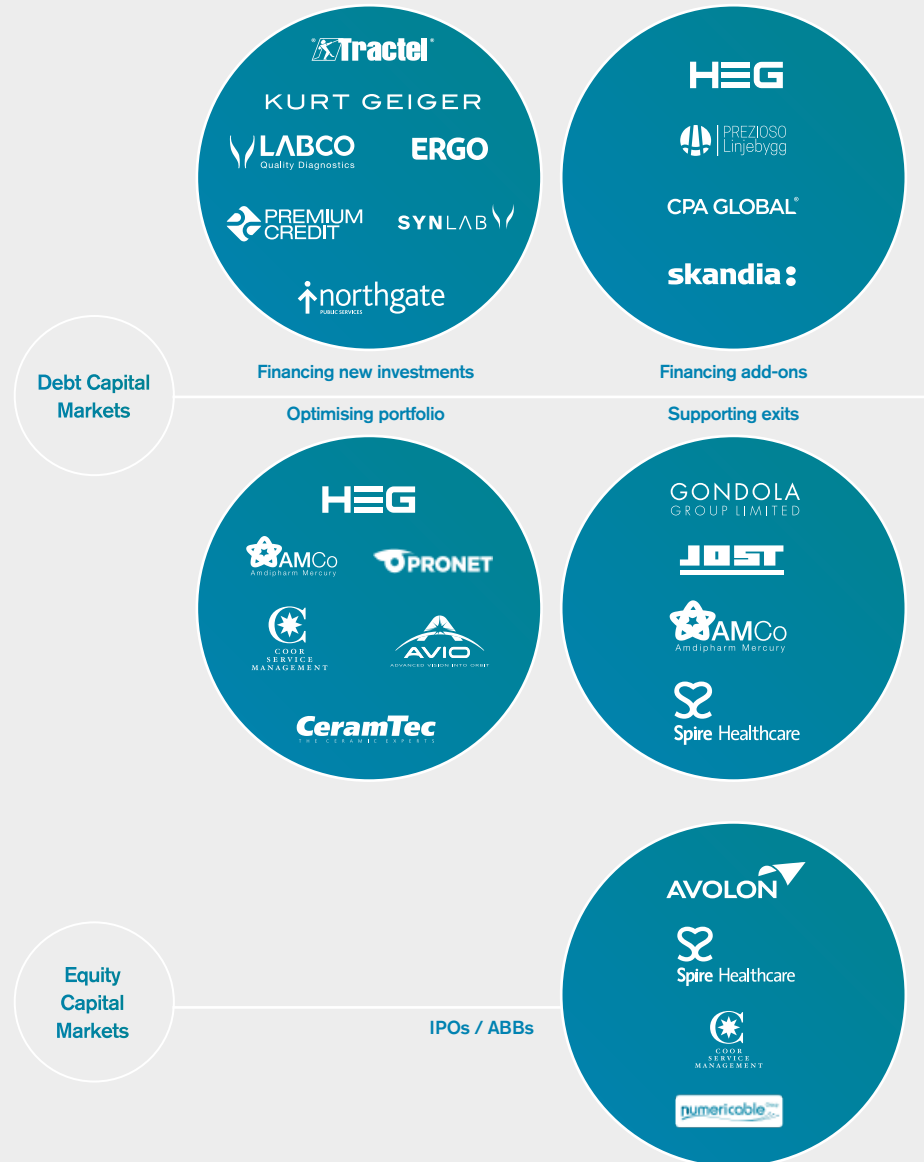 Tractel®
HEG
KURT GEIGER
PREZIOSO
Linjebygg
LABCO
Quality Diagnostics
ERGO
CPA GLOBAL®
PREMIUM
CREDIT
SYNLAB
skandia:
northgate
PUBLIC SERVICES
Debt Capital
Markets
Financing new investments
Financing add-ons
Optimising portfolio
Supporting exits
HEG
GONDOLA
GROUP LIMITED
AMCo
Amdipharm Mercury
PRONET
JOST
COOR
SERVICE
MANAGEMENT
AVIO
ADVANCED VISION INTO ORBIT
AMCo
Amdipharm Mercury
CeramTec
THE CERAMIC EXPERTS
Spire Healthcare
AVOLON
Spire Healthcare
Equity
Capital
Markets
IPOs / ABBs
COOR
SERVICE
MANAGEMENT
numericable